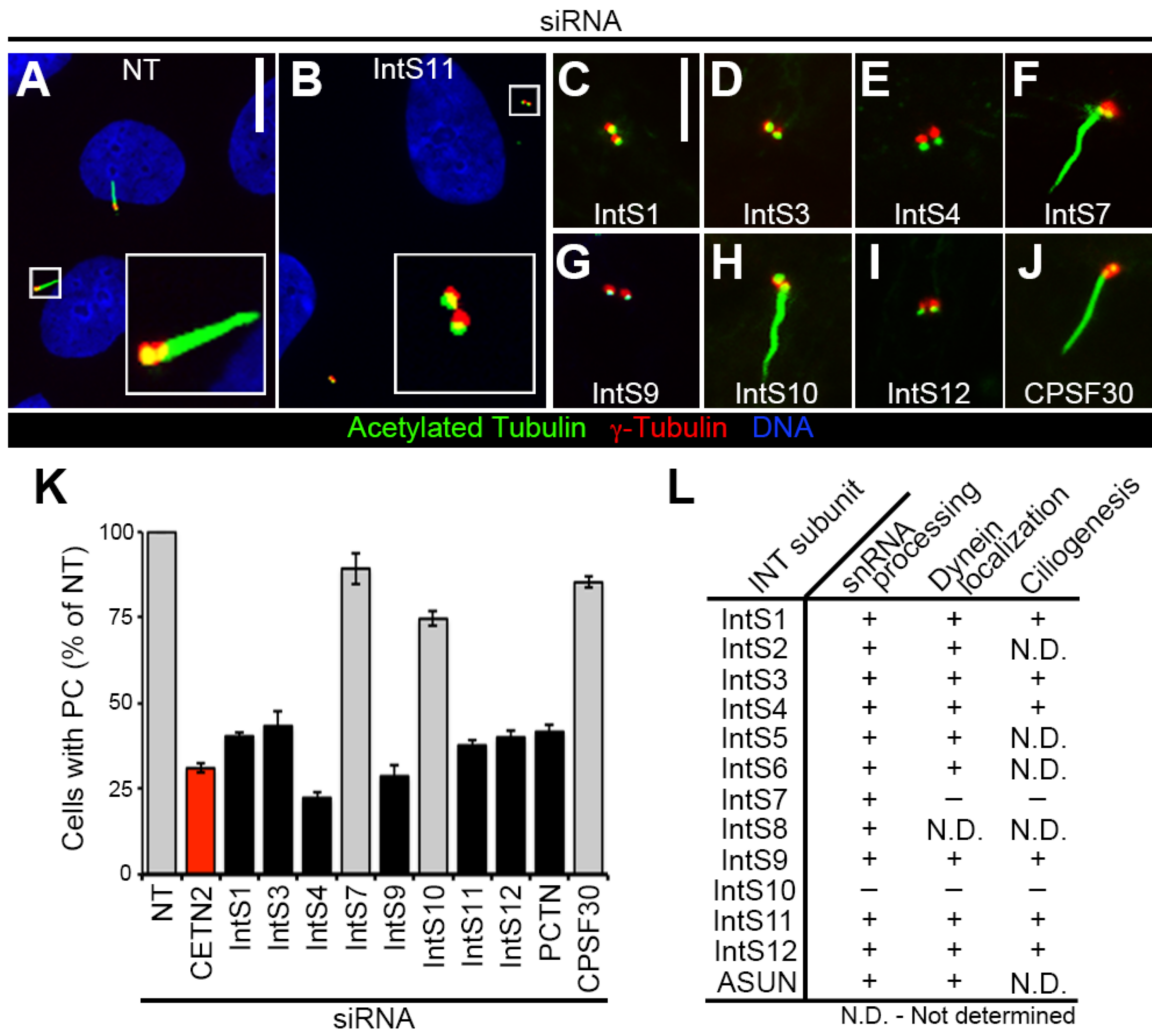 siRNA
A NT
B IntS11
C IntS1
D IntS3
E IntS4
F IntS7
G IntS9
H IntS10
I IntS12
J CPSF30
Acetylated Tubulin γ-Tubulin DNA
K
Cells with PC (% of NT)
100
75
50
25
0
NT
CETN2
IntS1
IntS3
IntS4
IntS7
IntS9
IntS10
IntS11
IntS12
PCTN
CPSF30
siRNA
L
INT subunit
snRNA
processing
Dynein
localization
Ciliogenesis
IntS1 + + +
IntS2 + + N.D.
IntS3 + + +
IntS4 + + +
IntS5 + + N.D.
IntS6 + + N.D.
IntS7 + – –
IntS8 + N.D. N.D.
IntS9 + + +
IntS10 – – –
IntS11 + + +
IntS12 + + +
ASUN + + N.D.
N.D. - Not determined